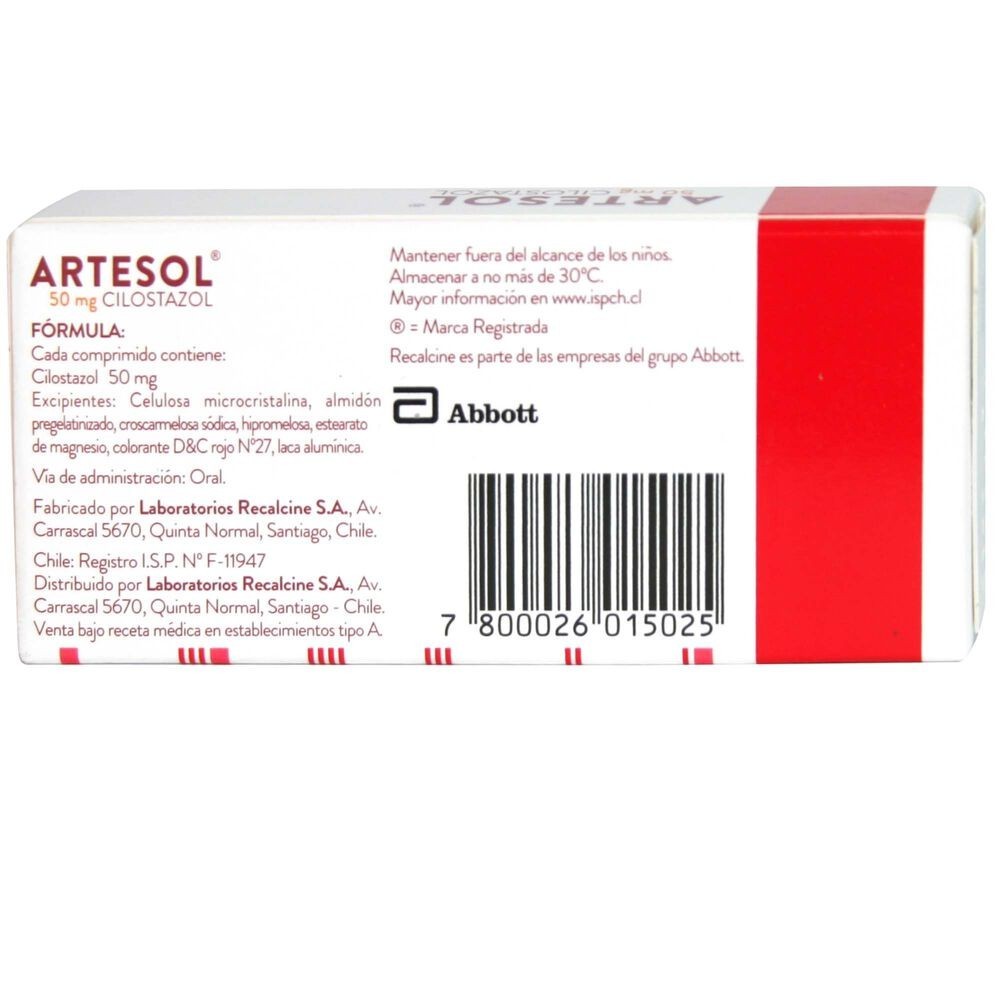 50 mg CILOSTAZOL
ARTESOL®
ARTESOL®
50 mg CILOSTAZOL
FÓRMULA:
Cada comprimido contiene:
Cilostazol 50 mg
Excipientes: Celulosa microcristalina, almidón
pregelatinizado, croscarmelosa sódica, hipromelosa, estearato
de magnesio, colorante D&C rojo N°27, laca alumínica.
Vía de administración: Oral.
Fabricado por Laboratorios Recalcine S.A., Av.
Carrascal 5670, Quinta Normal, Santiago, Chile.
Chile: Registro I.S.P. N° F-11947
Distribuido por Laboratorios Recalcine S.A., Av.
Carrascal 5670, Quinta Normal, Santiago - Chile.
Venta bajo receta médica en establecimientos tipo A.
Mantener fuera del alcance de los niños.
Almacenar a no más de 30°C.
Mayor información en www.ispch.cl
® = Marca Registrada
Recalcine es parte de las empresas del grupo Abbott.
Abbott
7 800026 015025